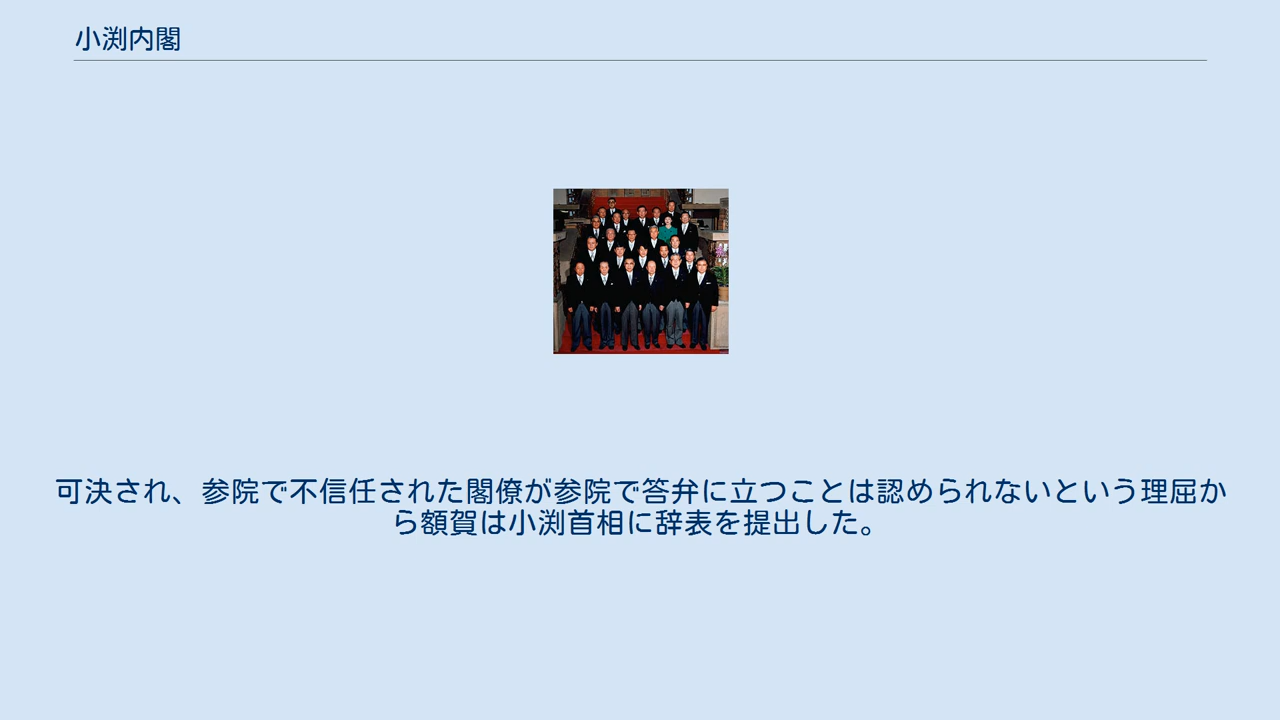 小渕内閣
可決され、参院で不信任された閣僚が参院で答弁に立つことは認められないという理屈か
ら額賀は小渕首相に辞表を提出した。